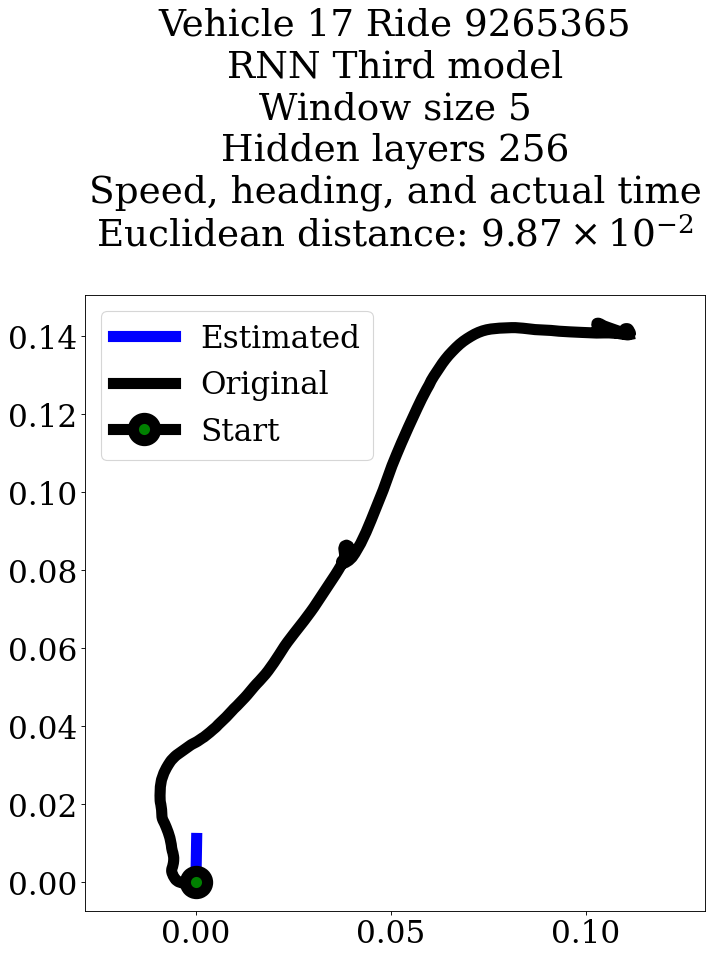 Vehicle 17 Ride 9265365
RNN Third model
Window size 5
Hidden layers 256
Speed, heading, and actual time
Euclidean distance: 9.87 × 10⁻²
Estimated
Original
Start
0.14
0.12
0.10
0.08
0.06
0.04
0.02
0.00
0.00 0.05 0.10